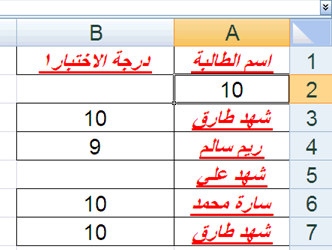 A B
1 اسم الطالبة درجة الاختبار١
2 10
3 شهد طارق 10
4 ريم سالم 9
5 شهد علي
6 سارة محمد 10
7 شهد طارق 10